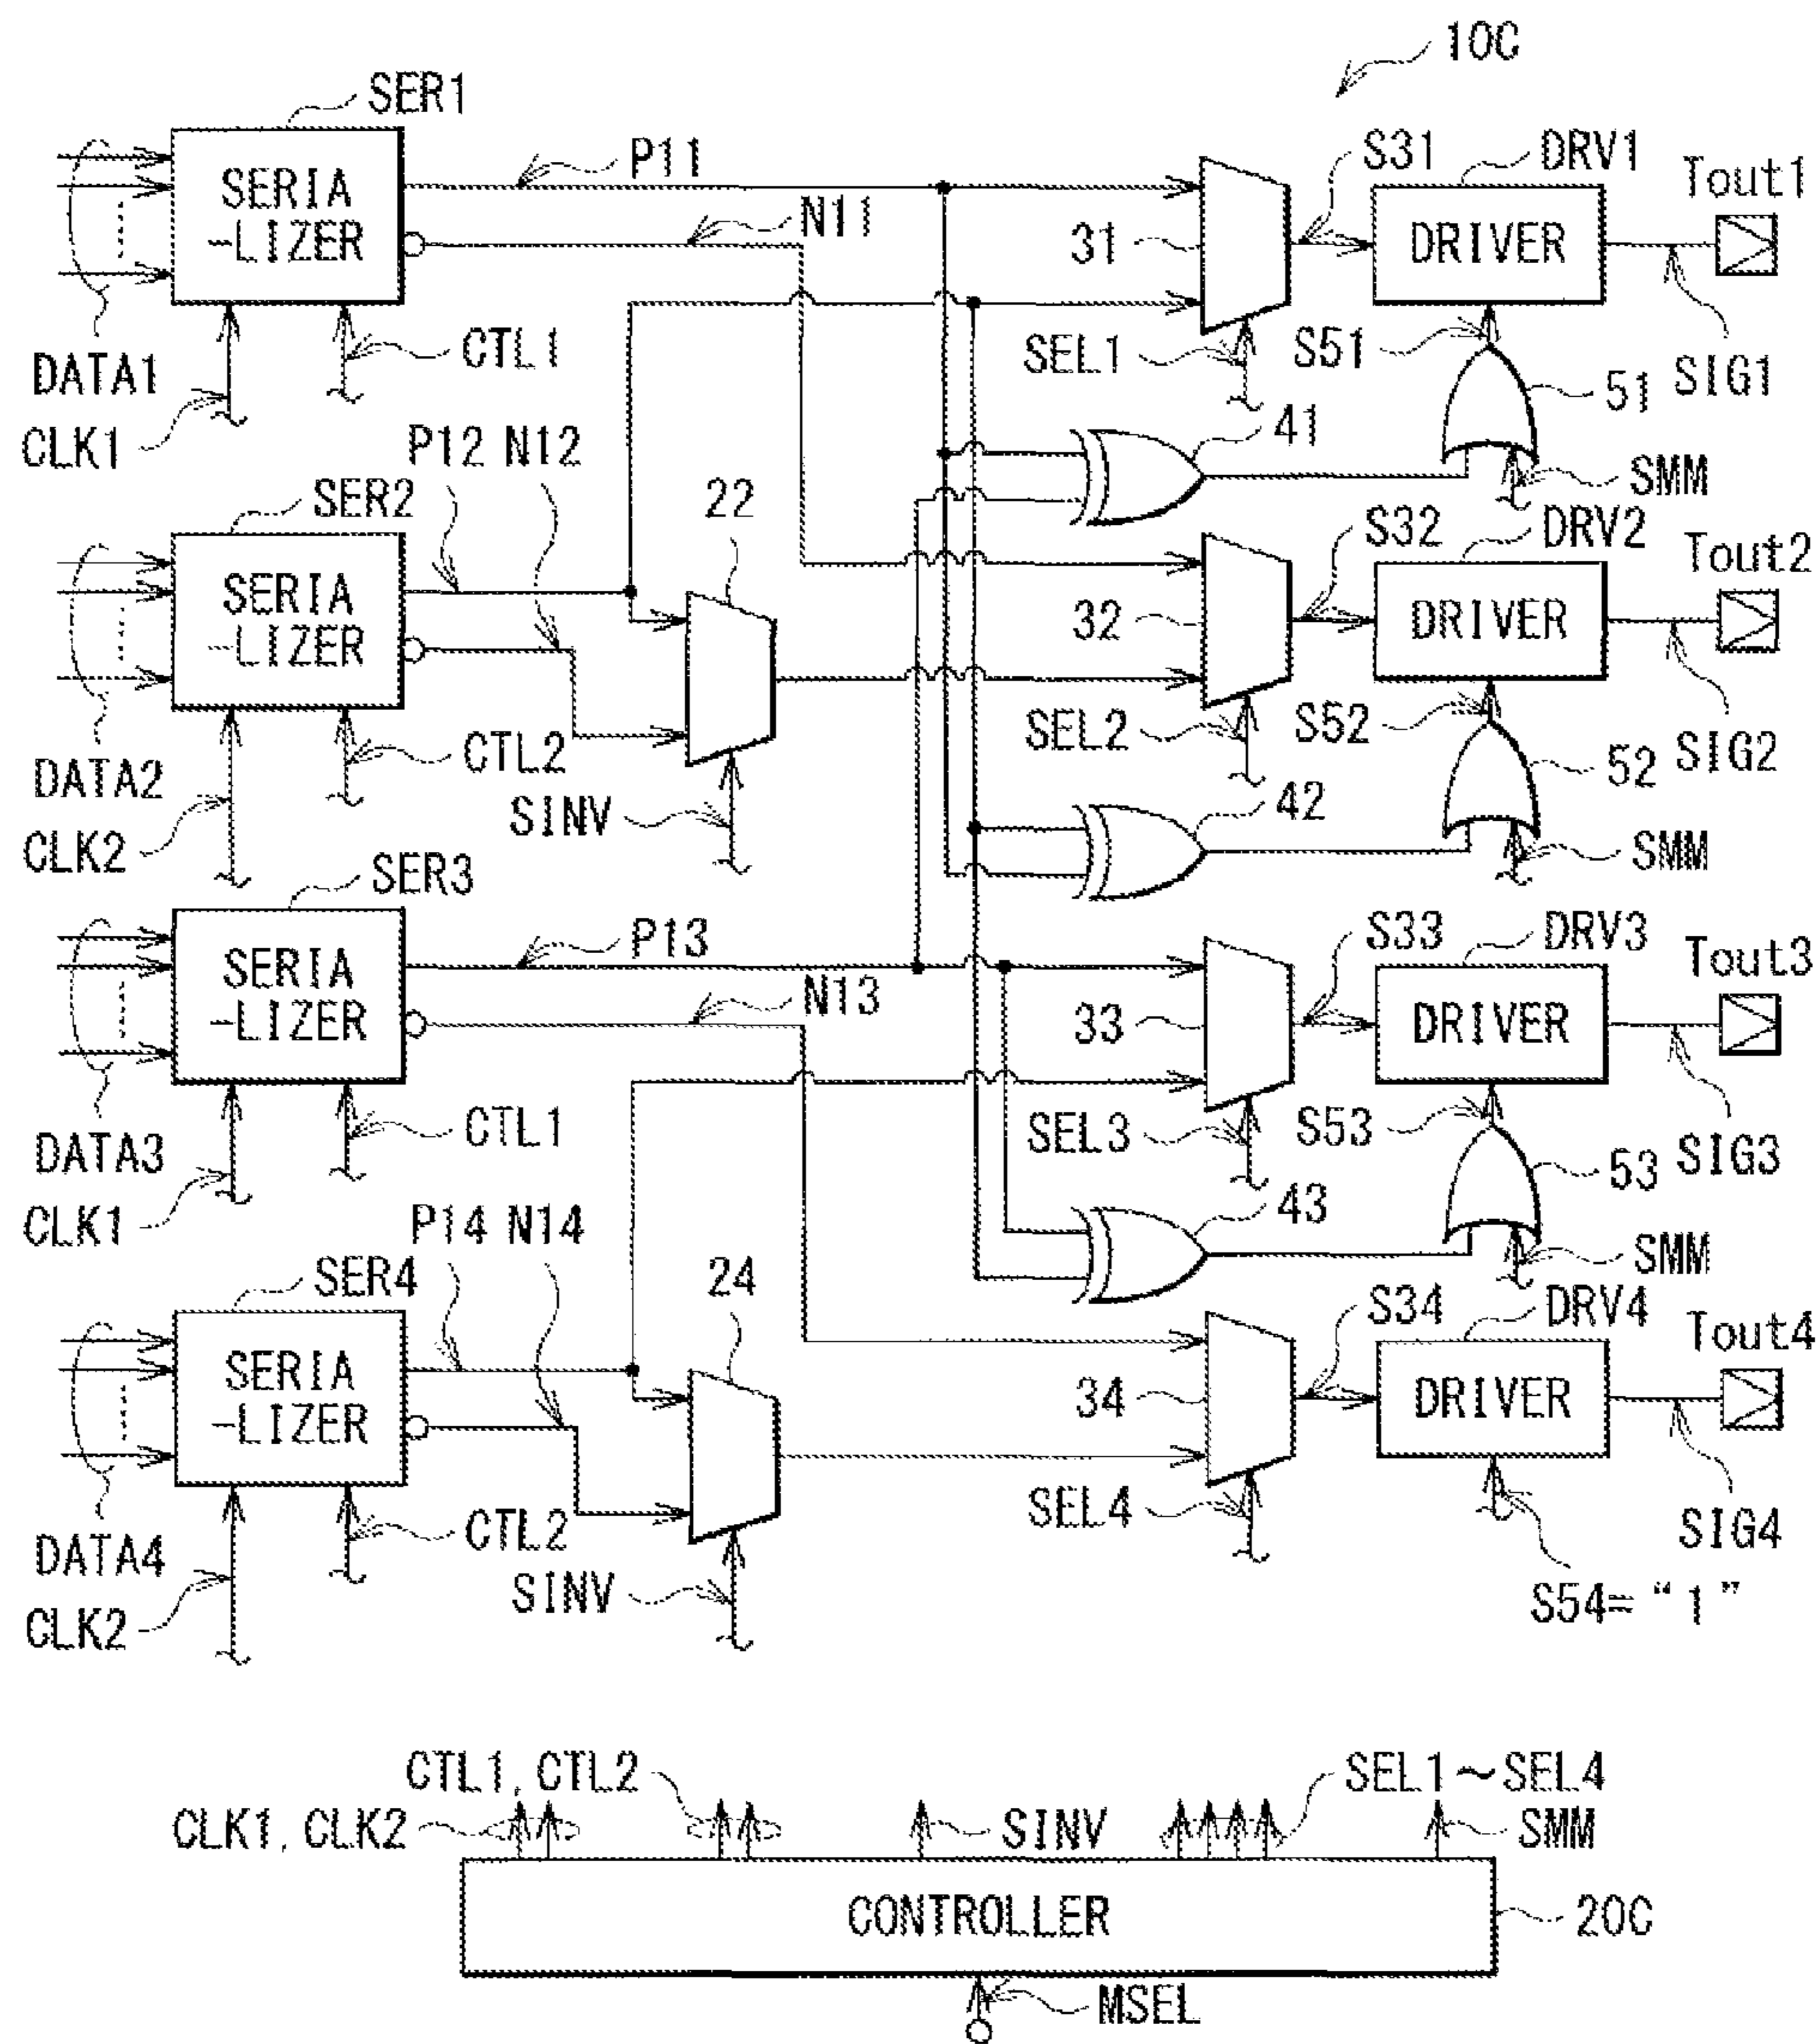 10C
SER1
SERIA
-LIZER
P11
N11
S31
DRV1
Tout1
31
DRIVER
DATA1
CLK1
CTL1
SEL1
S51
51
SIG1
41
SMM
P12
N12
SER2
SERIA
-LIZER
22
S32
DRV2
Tout2
32
DRIVER
DATA2
CLK2
CTL2
SINV
SEL2
S52
52
SIG2
42
SMM
SER3
SERIA
-LIZER
P13
N13
S33
DRV3
Tout3
33
DRIVER
DATA3
CLK1
CTL1
SEL3
S53
53
SIG3
43
SMM
P14
N14
SER4
SERIA
-LIZER
24
S34
DRV4
Tout4
34
DRIVER
DATA4
CLK2
CTL2
SINV
SEL4
SIG4
S54= “1”
CTL1, CTL2
SEL1～SEL4
CLK1, CLK2
SINV
SMM
CONTROLLER
20C
MSEL